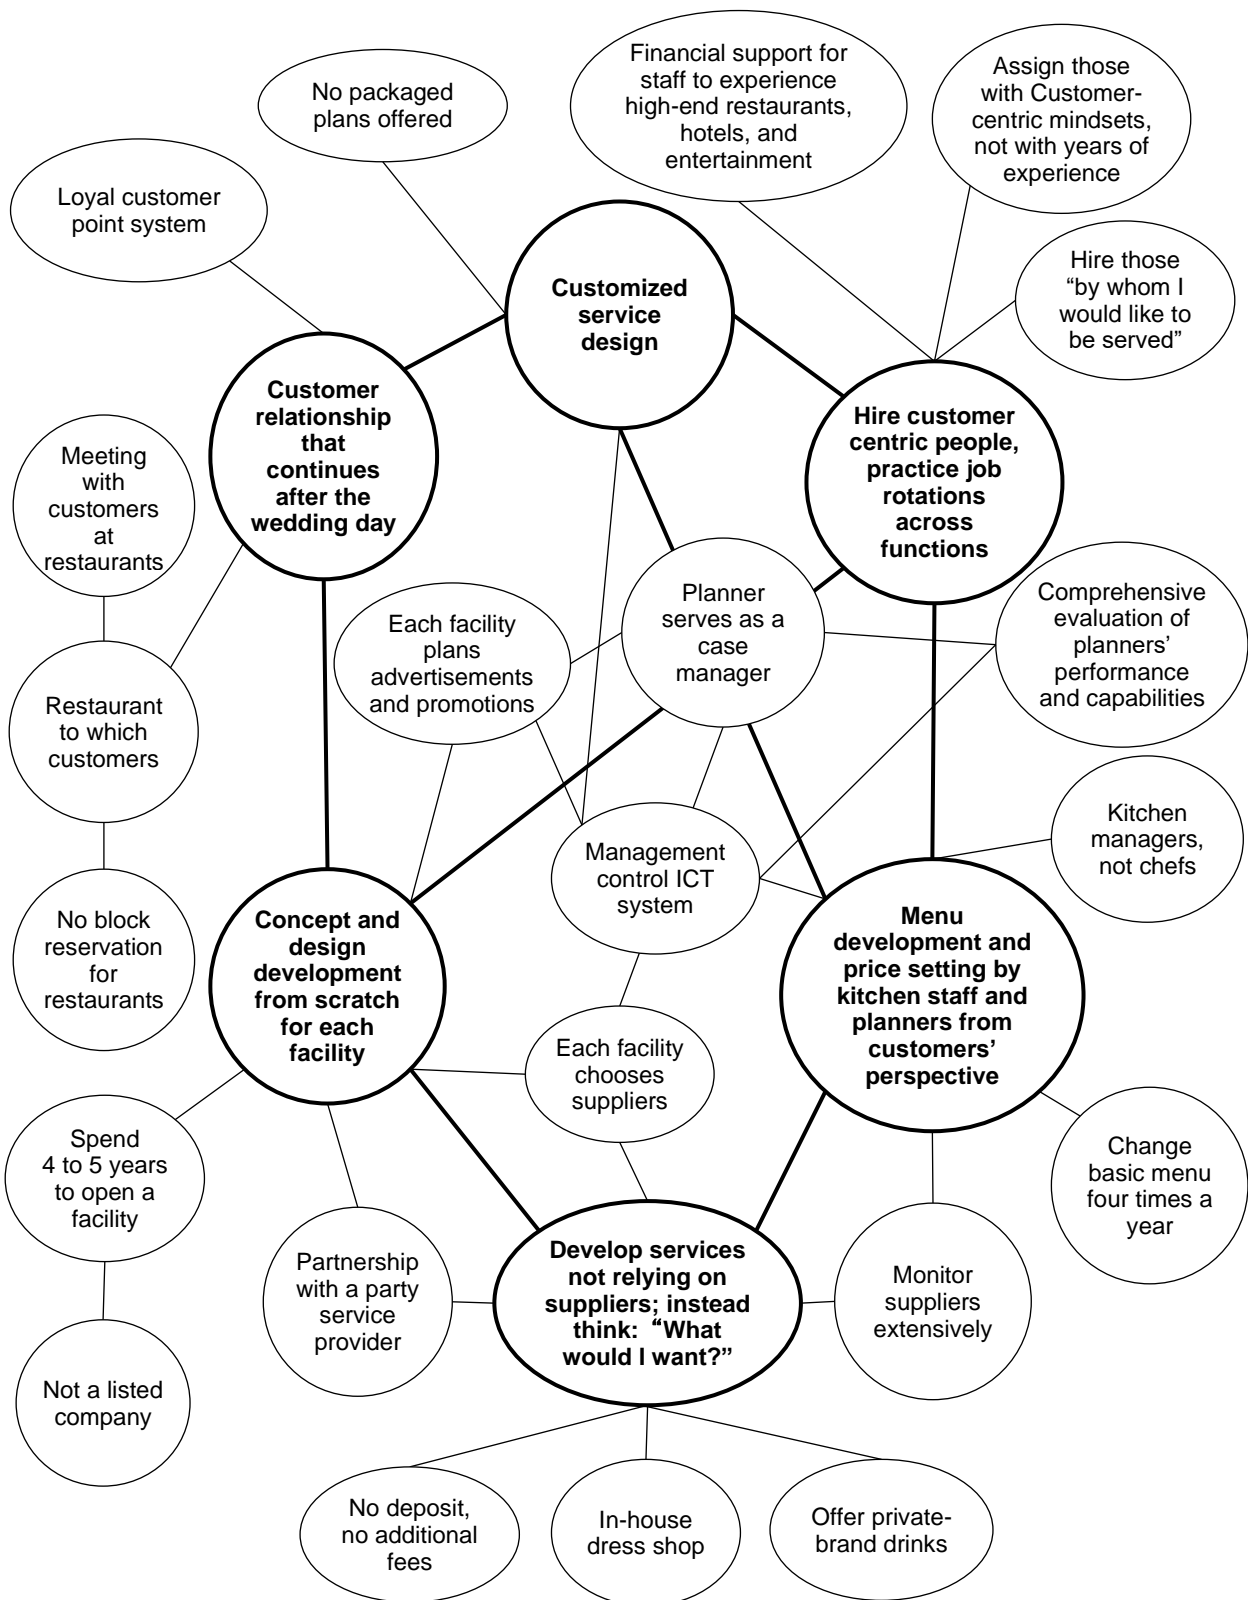 No packaged
plans offered
Financial support for
staff to experience
high-end restaurants,
hotels, and
entertainment
Assign those
with Customer-
centric mindsets,
not with years of
experience
Loyal customer
point system
Hire those
“by whom I
would like to
be served”
Customized
service
design
Customer
relationship
that
continues
after the
wedding day
Hire customer
centric people,
practice job
rotations
across
functions
Meeting
with
customers
at
restaurants
Each facility
plans
advertisements
and promotions
Planner
serves as a
case
manager
Comprehensive
evaluation of
planners’
performance
and capabilities
Restaurant
to which
customers
Management
control ICT
system
Kitchen
managers,
not chefs
No block
reservation
for
restaurants
Concept and
design
development
from scratch
for each
facility
Menu
development and
price setting by
kitchen staff and
planners from
customers’
perspective
Each facility
chooses
suppliers
Spend
4 to 5 years
to open a
facility
Change
basic menu
four times a
year
Partnership
with a party
service
provider
Develop services
not relying on
suppliers; instead
think: “What
would I want?”
Monitor
suppliers
extensively
Not a listed
company
No deposit,
no additional
fees
In-house
dress shop
Offer private-
brand drinks